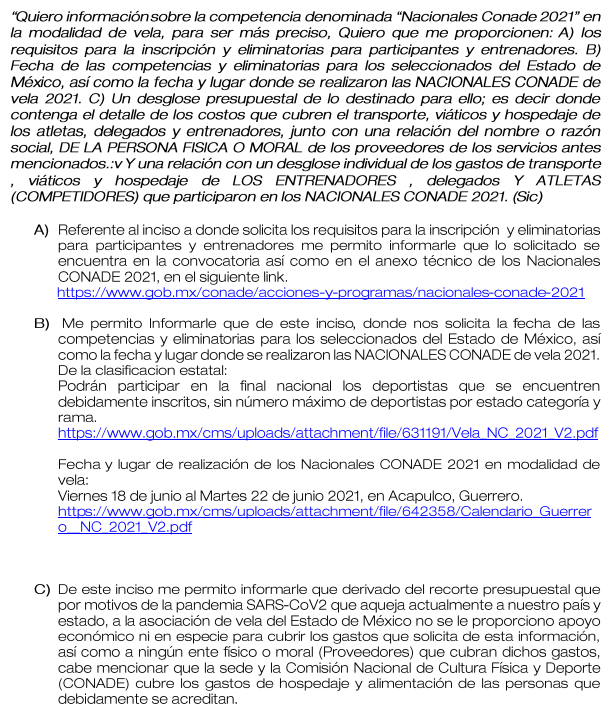 “Quiero información sobre la competencia denominada “Nacionales Conade 2021” en
la modalidad de vela, para ser más preciso, Quiero que me proporcionen: A) los
requisitos para la inscripción y eliminatorias para participantes y entrenadores. B)
Fecha de las competencias y eliminatorias para los seleccionados del Estado de
México, así como la fecha y lugar donde se realizaron las NACIONALES CONADE de
vela 2021. C) Un desglose presupuestal de lo destinado para ello; es decir donde
contenga el detalle de los costos que cubren el transporte, viáticos y hospedaje de
los atletas, delegados y entrenadores, junto con una relación del nombre o razón
social, DE LA PERSONA FISICA O MORAL de los proveedores de los servicios antes
mencionados.:v Y una relación con un desglose individual de los gastos de transporte
, viáticos y hospedaje de LOS ENTRENADORES , delegados Y ATLETAS
(COMPETIDORES) que participaron en los NACIONALES CONADE 2021. (Sic)
A) Referente al inciso a donde solicita los requisitos para la inscripción y eliminatorias
para participantes y entrenadores me permito informarle que lo solicitado se
encuentra en la convocatoria así como en el anexo técnico de los Nacionales
CONADE 2021, en el siguiente link.
https://www.gob.mx/conade/acciones-y-programas/nacionales-conade-2021
B) Me permito Informarle que de este inciso, donde nos solicita la fecha de las
competencias y eliminatorias para los seleccionados del Estado de México, así
como la fecha y lugar donde se realizaron las NACIONALES CONADE de vela 2021.
De la clasificacion estatal:
Podrán participar en la final nacional los deportistas que se encuentren
debidamente inscritos, sin número máximo de deportistas por estado categoría y
rama.
https://www.gob.mx/cms/uploads/attachment/file/631191/Vela_NC_2021_V2.pdf
Fecha y lugar de realización de los Nacionales CONADE 2021 en modalidad de
vela:
Viernes 18 de junio al Martes 22 de junio 2021, en Acapulco, Guerrero.
https://www.gob.mx/cms/uploads/attachment/file/642358/Calendario_Guerrer
o__NC_2021_V2.pdf
C) De este inciso me permito informarle que derivado del recorte presupuestal que
por motivos de la pandemia SARS-CoV2 que aqueja actualmente a nuestro país y
estado, a la asociación de vela del Estado de México no se le proporciono apoyo
económico ni en especie para cubrir los gastos que solicita de esta información,
así como a ningún ente físico o moral (Proveedores) que cubran dichos gastos,
cabe mencionar que la sede y la Comisión Nacional de Cultura Física y Deporte
(CONADE) cubre los gastos de hospedaje y alimentación de las personas que
debidamente se acreditan.